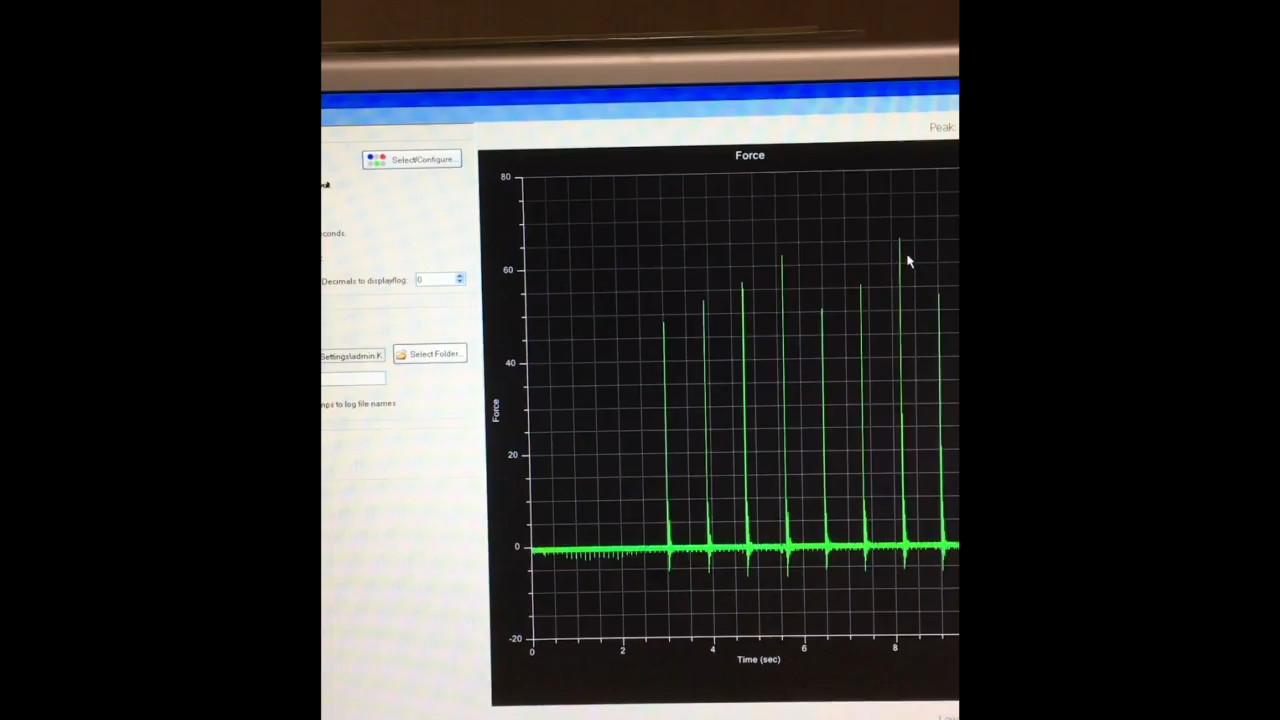 Peak:
Select/Configure...
Force
80
conds.
60
Decimals to display/log:
0
Settings\admin.K
Select Folder...
40
mps to log file names
Force
20
0
-20
0
2
4
6
8
Time (sec)